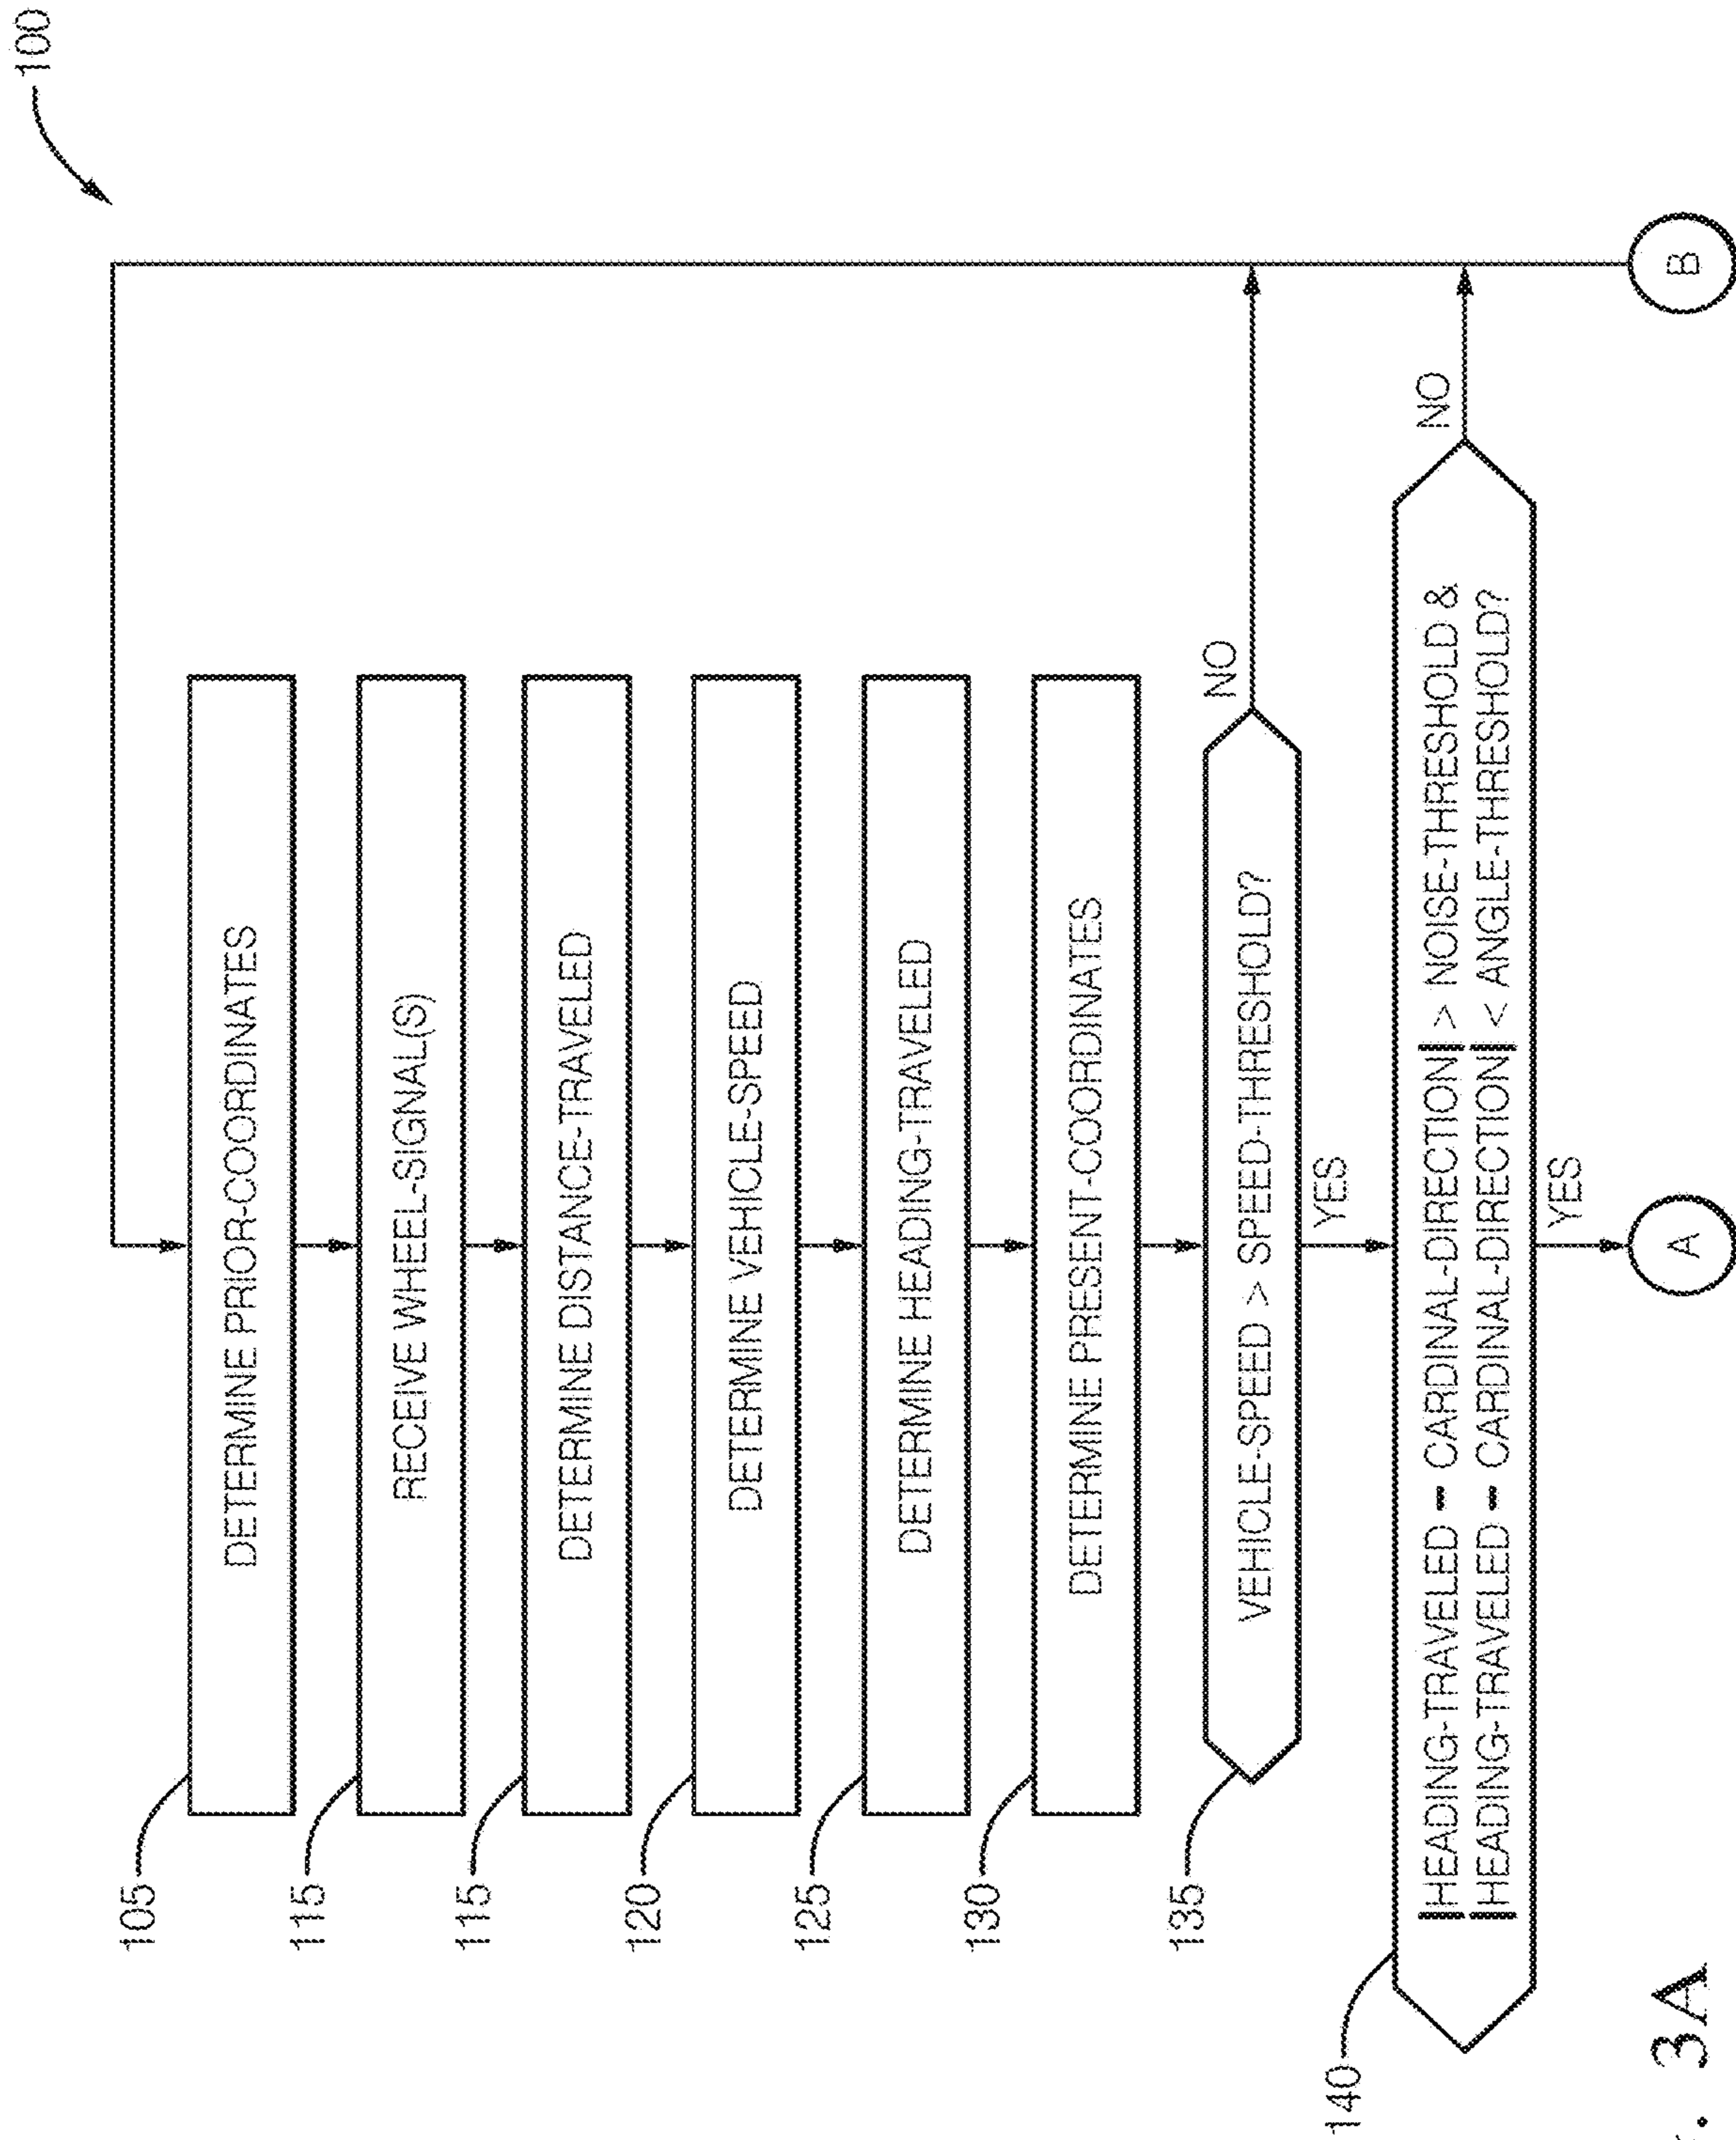 100
105
DETERMINE PRIOR-COORDINATES
115
RECEIVE WHEEL-SIGNAL(S)
115
DETERMINE DISTANCE-TRAVELED
120
DETERMINE VEHICLE-SPEED
125
DETERMINE HEADING-TRAVELED
130
DETERMINE PRESENT-COORDINATES
135
VEHICLE-SPEED > SPEED-THRESHOLD?
NO
YES
140
|HEADING-TRAVELED - CARDINAL-DIRECTION| > NOISE-THRESHOLD &
|HEADING-TRAVELED - CARDINAL-DIRECTION| < ANGLE-THRESHOLD?
NO
YES
A
B
. 3A